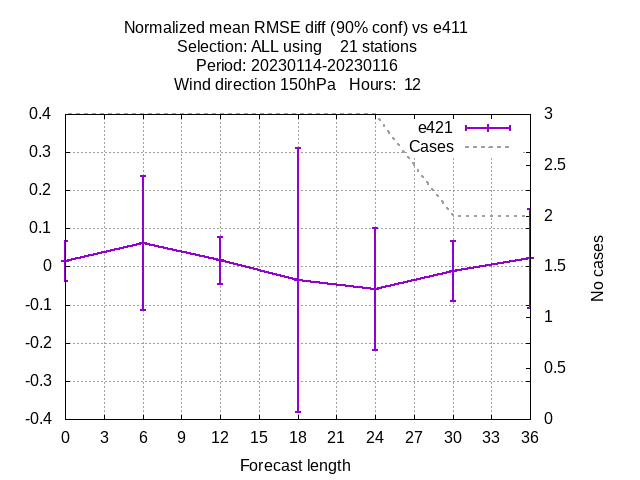 Normalized mean RMSE diff (90% conf) vs e411
Selection: ALL using    21 stations
Period: 20230114-20230116
Wind direction 150hPa   Hours:  12
0.4
0.3
0.2
0.1
0
-0.1
-0.2
-0.3
-0.4
e421
Cases
3
2.5
2
1.5
1
0.5
0
No cases
0 3 6 9 12 15 18 21 24 27 30 33 36
Forecast length